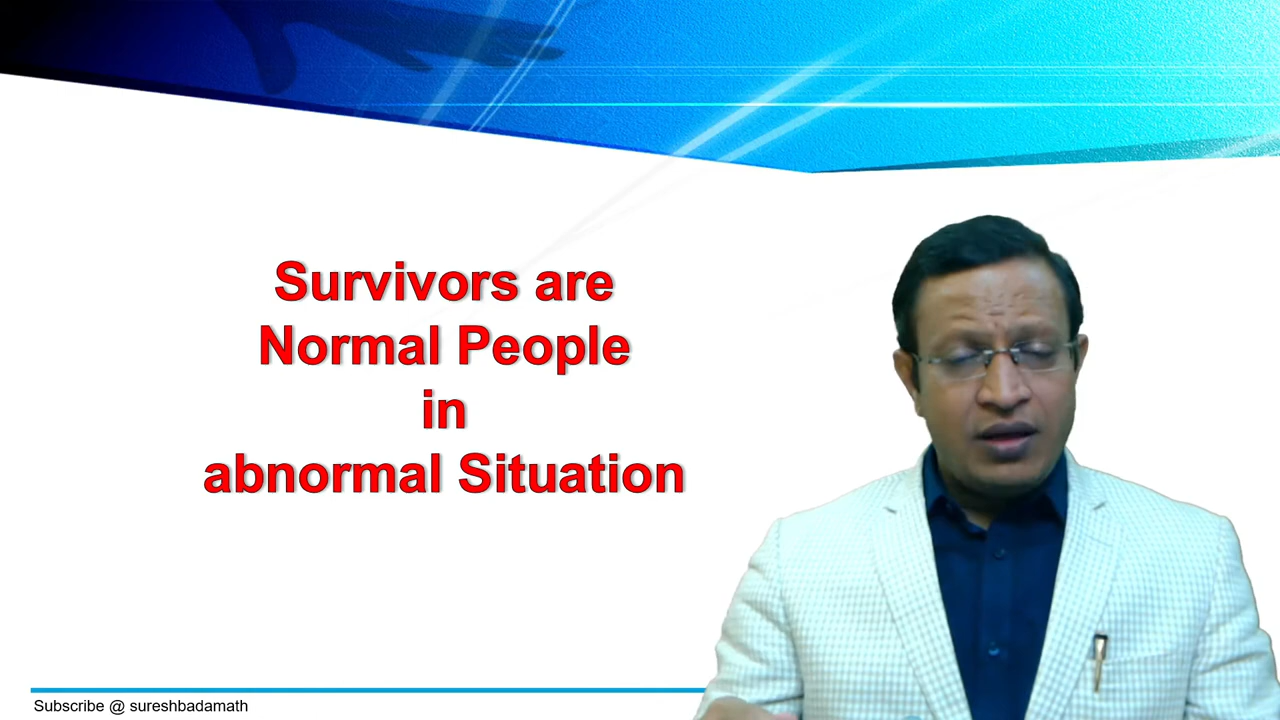 Survivors are
Normal People
in
abnormal Situation
Subscribe @ sureshbadamath